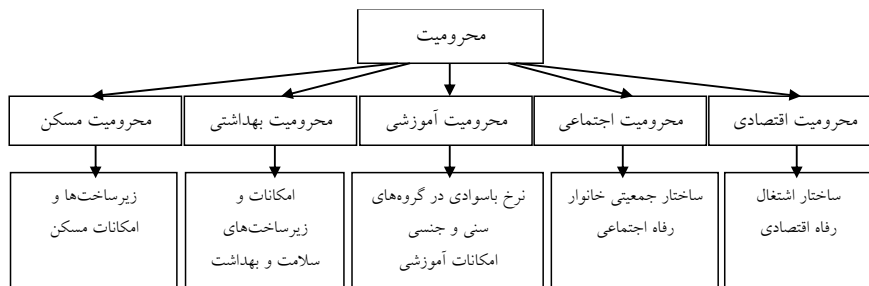 محرومیت
محرومیت اقتصادی
محرومیت اجتماعی
محرومیت آموزشی
محرومیت بهداشتی
محرومیت مسکن
ساختار اشتغال
رفاه اقتصادی
ساختار جمعیتی خانوار
رفاه اجتماعی
نرخ باسوادی در گروه‌های
سنی و جنسی
امکانات آموزشی
امکانات و
زیرساخت‌های
سلامت و بهداشت
زیرساخت‌ها و
امکانات مسکن